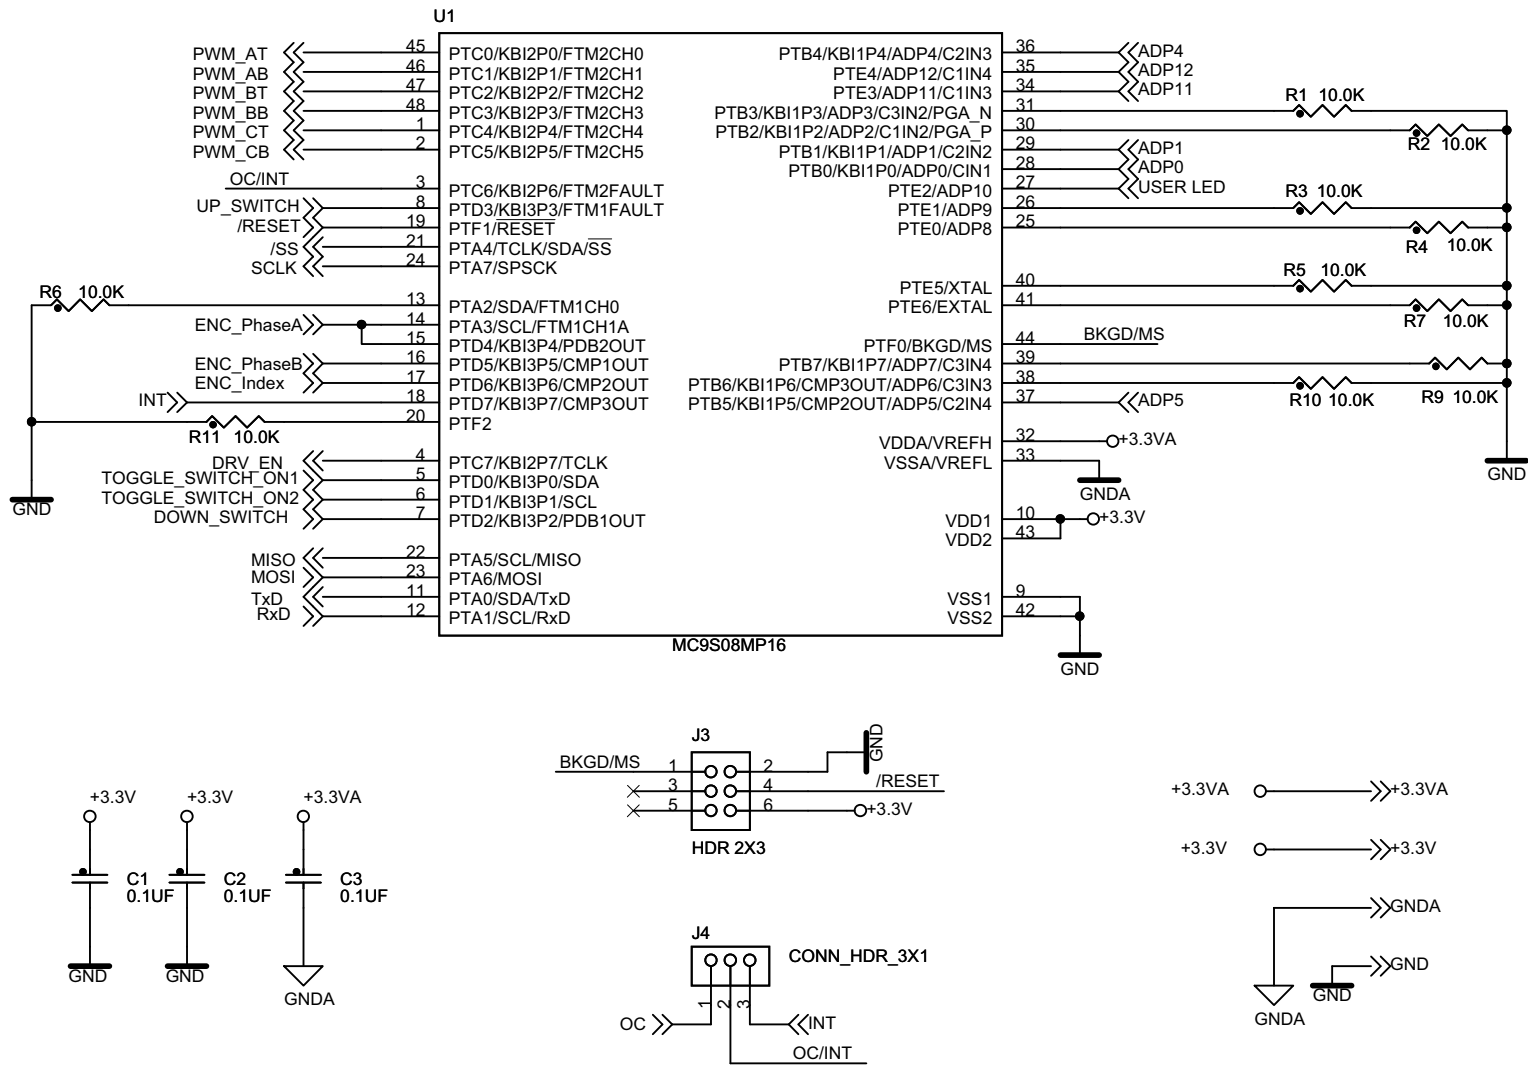 U1
PWM_AT 45 PTC0/KBI2P0/FTM2CH0 PTB4/KBI1P4/ADP4/C2IN3 36 ADP4
PWM_AB 46 PTC1/KBI2P1/FTM2CH1 PTE4/ADP12/C1IN4 35 ADP12
PWM_BT 47 PTC2/KBI2P2/FTM2CH2 PTE3/ADP11/C1IN3 34 ADP11
PWM_BB 48 PTC3/KBI2P3/FTM2CH3 PTB3/KBI1P3/ADP3/C3IN2/PGA_N 31 R1 10.0K
PWM_CT 1 PTC4/KBI2P4/FTM2CH4 PTB2/KBI1P2/ADP2/C1IN2/PGA_P 30 R2 10.0K
PWM_CB 2 PTC5/KBI2P5/FTM2CH5 PTB1/KBI1P1/ADP1/C2IN2 29 ADP1
PTB0/KBI1P0/ADP0/CIN1 28 ADP0
OC/INT 3 PTC6/KBI2P6/FTM2FAULT PTE2/ADP10 27 USER LED
UP_SWITCH 8 PTD3/KBI3P3/FTM1FAULT PTE1/ADP9 26 R3 10.0K
/RESET 19 PTF1/RESET PTE0/ADP8 25 R4 10.0K
/SS 21 PTA4/TCLK/SDA/SS
SCLK 24 PTA7/SPSCK
PTE5/XTAL 40 R5 10.0K
R6 10.0K 13 PTA2/SDA/FTM1CH0 PTE6/EXTAL 41 R7 10.0K
ENC_PhaseA 14 PTA3/SCL/FTM1CH1A
15 PTD4/KBI3P4/PDB2OUT PTF0/BKGD/MS 44 BKGD/MS
ENC_PhaseB 16 PTD5/KBI3P5/CMP1OUT PTB7/KBI1P7/ADP7/C3IN4 39 R9 10.0K
ENC_Index 17 PTD6/KBI3P6/CMP2OUT PTB6/KBI1P6/CMP3OUT/ADP6/C3IN3 38 R10 10.0K
INT 18 PTD7/KBI3P7/CMP3OUT PTB5/KBI1P5/CMP2OUT/ADP5/C2IN4 37 ADP5
R11 10.0K 20 PTF2
VDDA/VREFH 32 +3.3VA
DRV_EN 4 PTC7/KBI2P7/TCLK VSSA/VREFL 33 GNDA
GND
TOGGLE_SWITCH_ON1 5 PTD0/KBI3P0/SDA
TOGGLE_SWITCH_ON2 6 PTD1/KBI3P1/SCL
GND
DOWN_SWITCH 7 PTD2/KBI3P2/PDB1OUT VDD1 10 +3.3V
VDD2 43
MISO 22 PTA5/SCL/MISO
MOSI 23 PTA6/MOSI
TxD 11 PTA0/SDA/TxD VSS1 9
RxD 12 PTA1/SCL/RxD VSS2 42
MC9S08MP16
GND
J3
BKGD/MS 1 2 GND
3 4 /RESET
5 6 +3.3V
HDR 2X3
+3.3V +3.3V +3.3VA
C1 0.1UF
C2 0.1UF
C3 0.1UF
GND GND GNDA
J4
CONN_HDR_3X1
1 2 3
OC INT
OC/INT
+3.3VA +3.3VA
+3.3V +3.3V
GNDA
GND
GND
GNDA